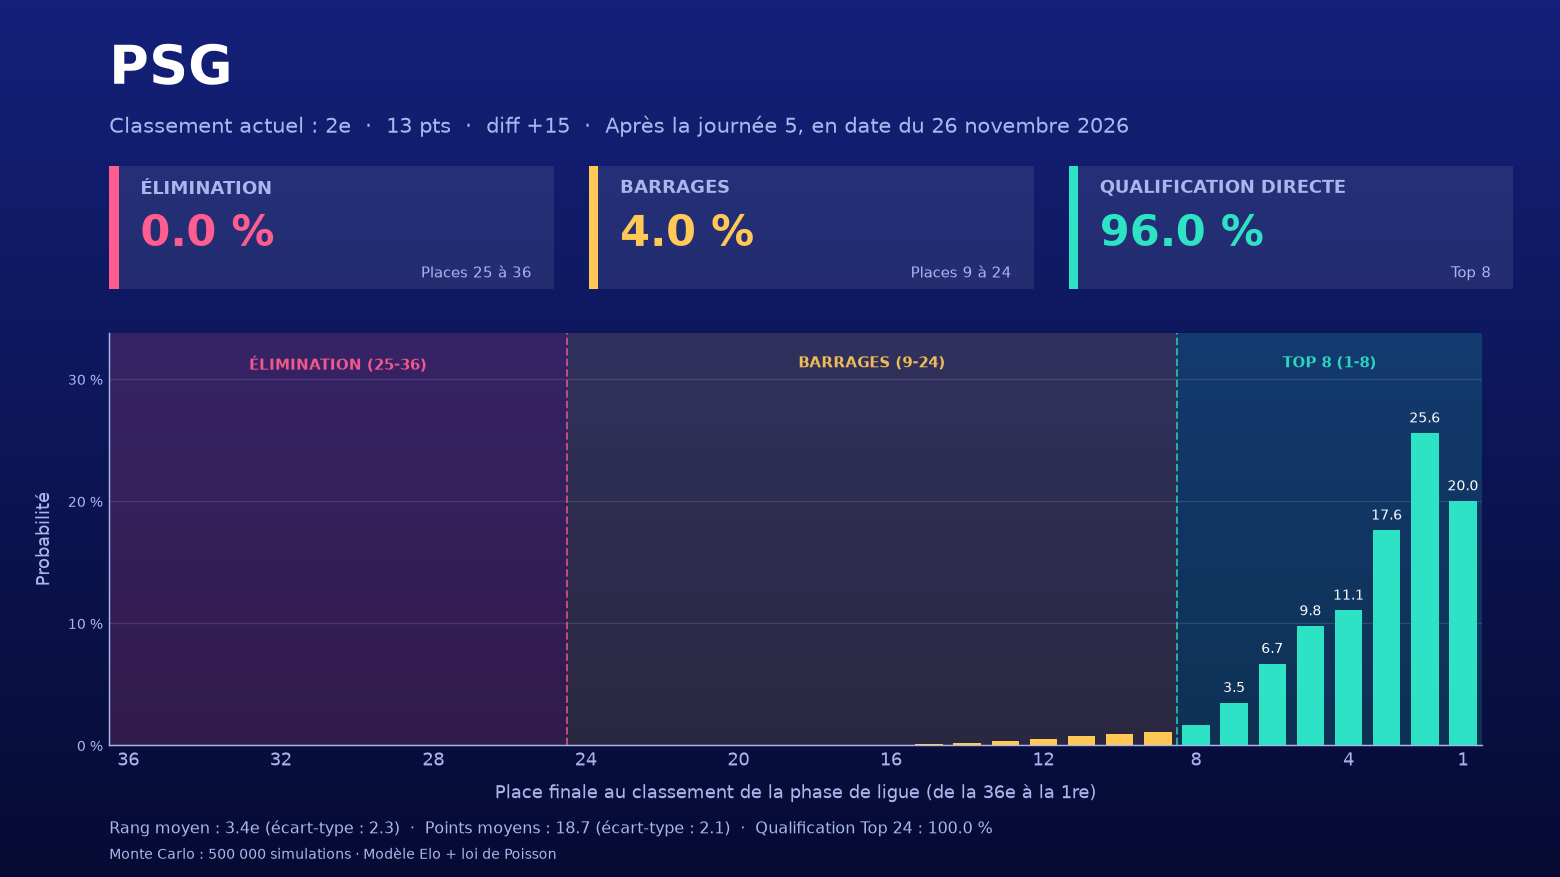 PSG
Classement actuel : 2e · 13 pts · diff +15 · Après la journée 5, en date du 26 novembre 2026
ÉLIMINATION
0.0 %
Places 25 à 36
BARRAGES
4.0 %
Places 9 à 24
QUALIFICATION DIRECTE
96.0 %
Top 8
ÉLIMINATION (25-36)
BARRAGES (9-24)
TOP 8 (1-8)
Probabilité
30 %
20 %
10 %
0 %
3.5
6.7
9.8
11.1
17.6
25.6
20.0
36 32 28 24 20 16 12 8 4 1
Place finale au classement de la phase de ligue (de la 36e à la 1re)
Rang moyen : 3.4e (écart-type : 2.3) · Points moyens : 18.7 (écart-type : 2.1) · Qualification Top 24 : 100.0 %
Monte Carlo : 500 000 simulations · Modèle Elo + loi de Poisson